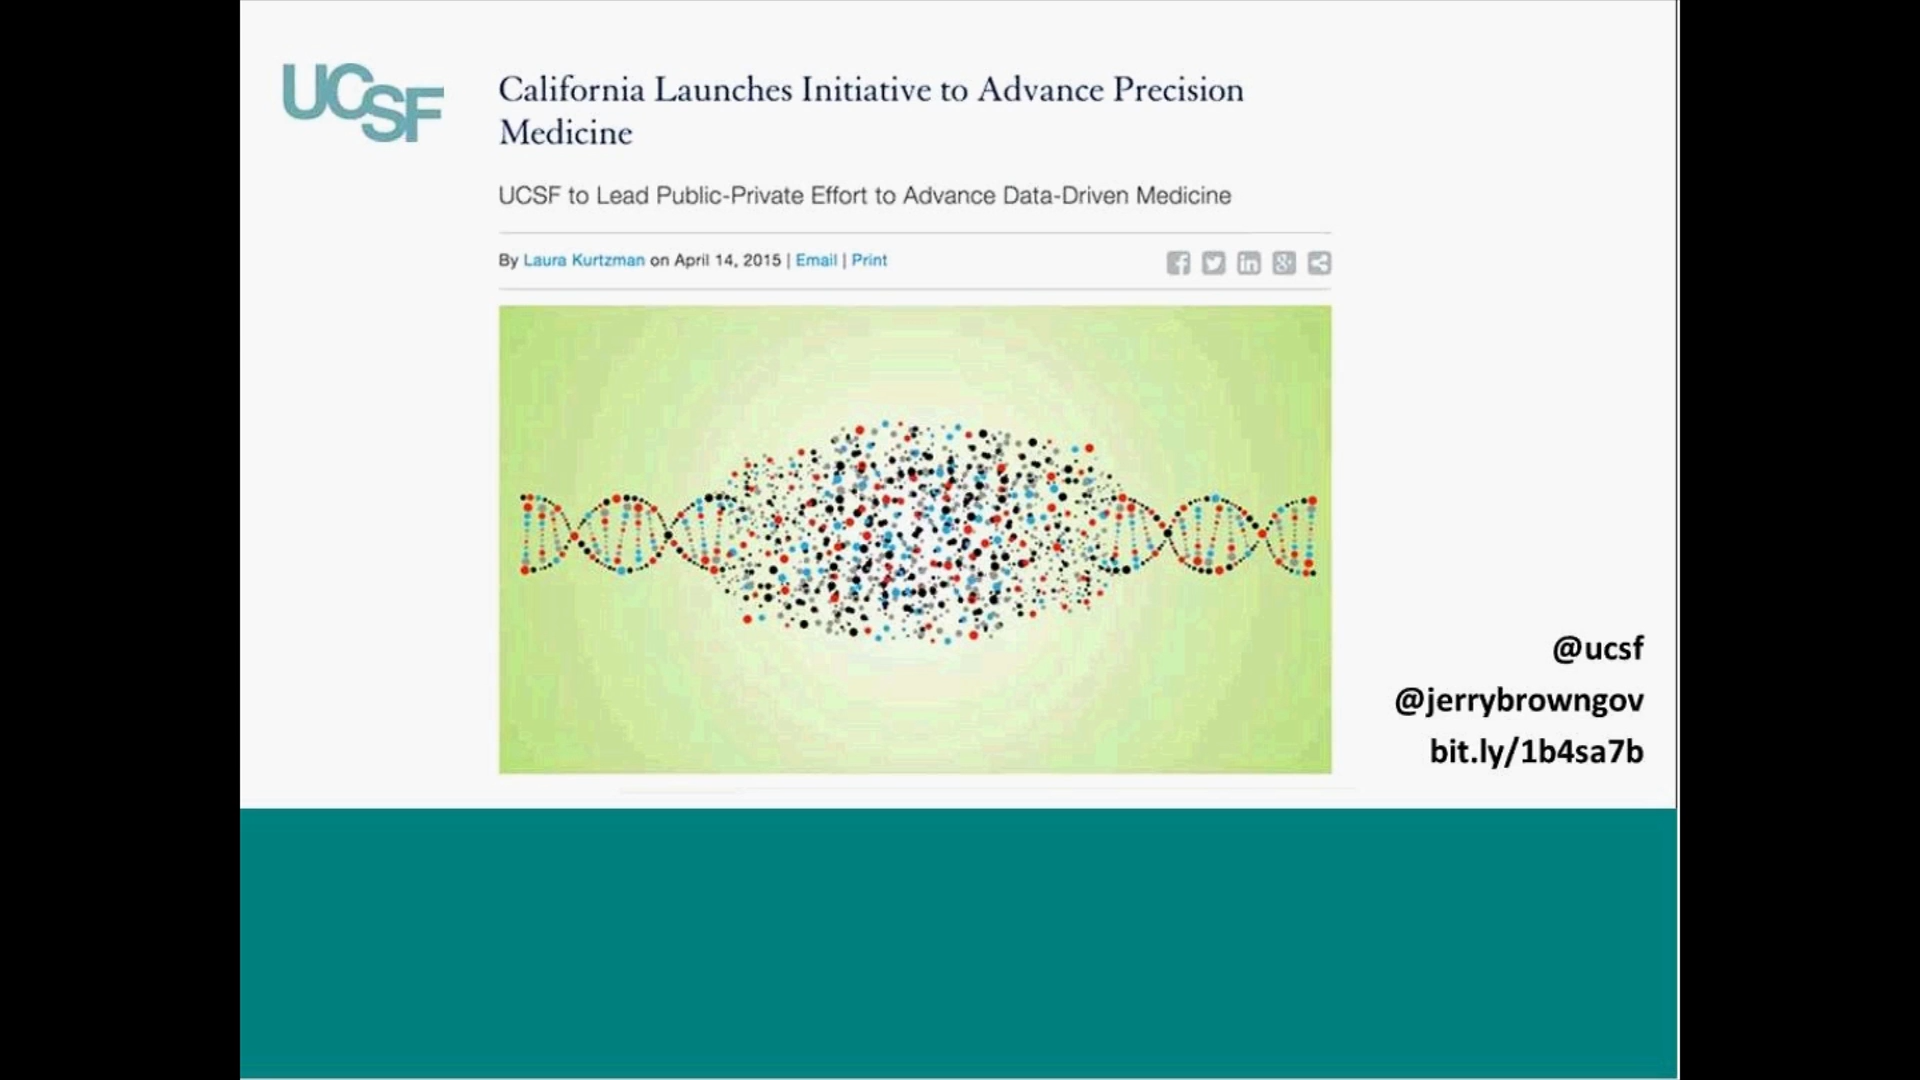 UCSF
California Launches Initiative to Advance Precision
Medicine
UCSF to Lead Public-Private Effort to Advance Data-Driven Medicine
By Laura Kurtzman on April 14, 2015 | Email | Print
@ucsf
@jerrybrowngov
bit.ly/1b4sa7b